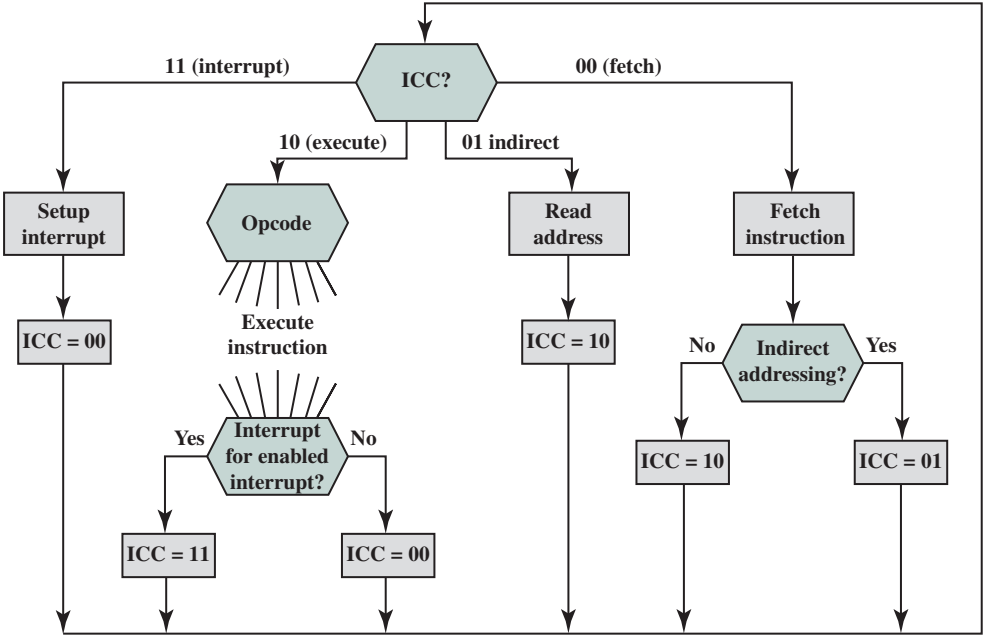 ICC?
11 (interrupt)
00 (fetch)
10 (execute)
01 indirect
Setup
interrupt
Opcode
Read
address
Fetch
instruction
ICC = 00
Execute
instruction
ICC = 10
No
Indirect
addressing?
Yes
Yes
Interrupt
for enabled
interrupt?
No
ICC = 10
ICC = 01
ICC = 11
ICC = 00